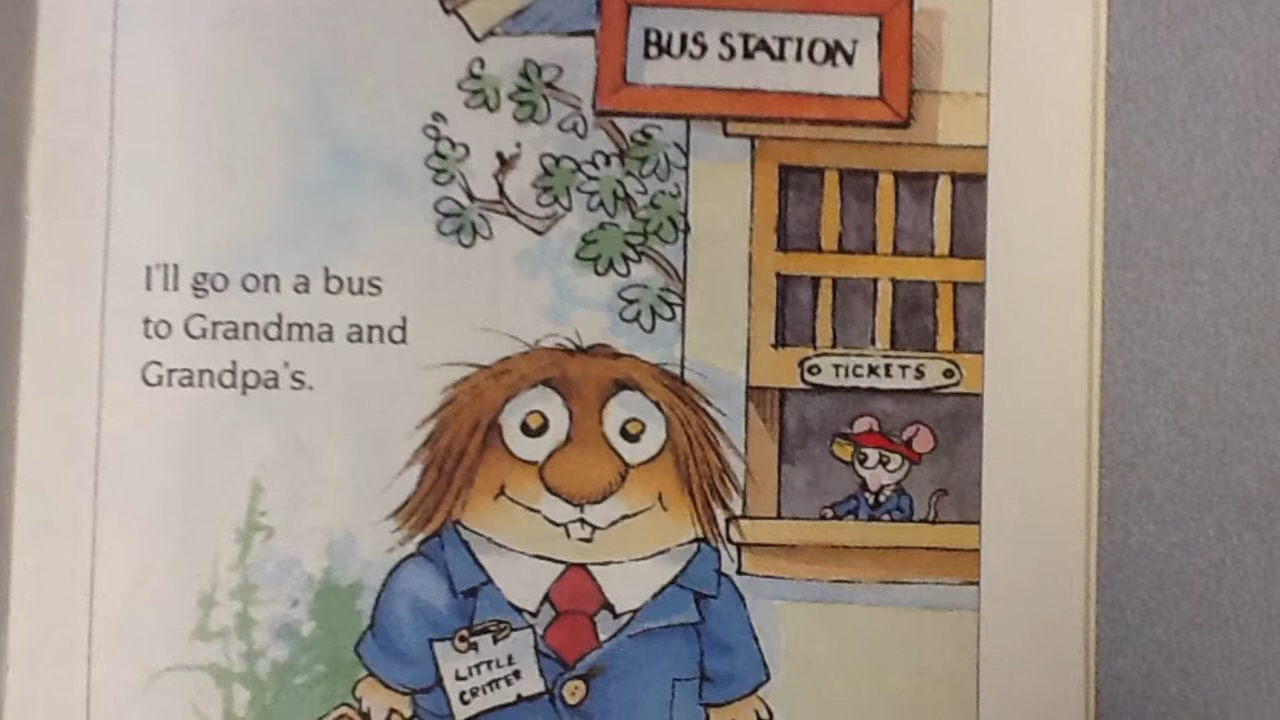 BUS STATION
I'll go on a bus
to Grandma and
Grandpa's.
TICKETS
LITTLE
CRITTER